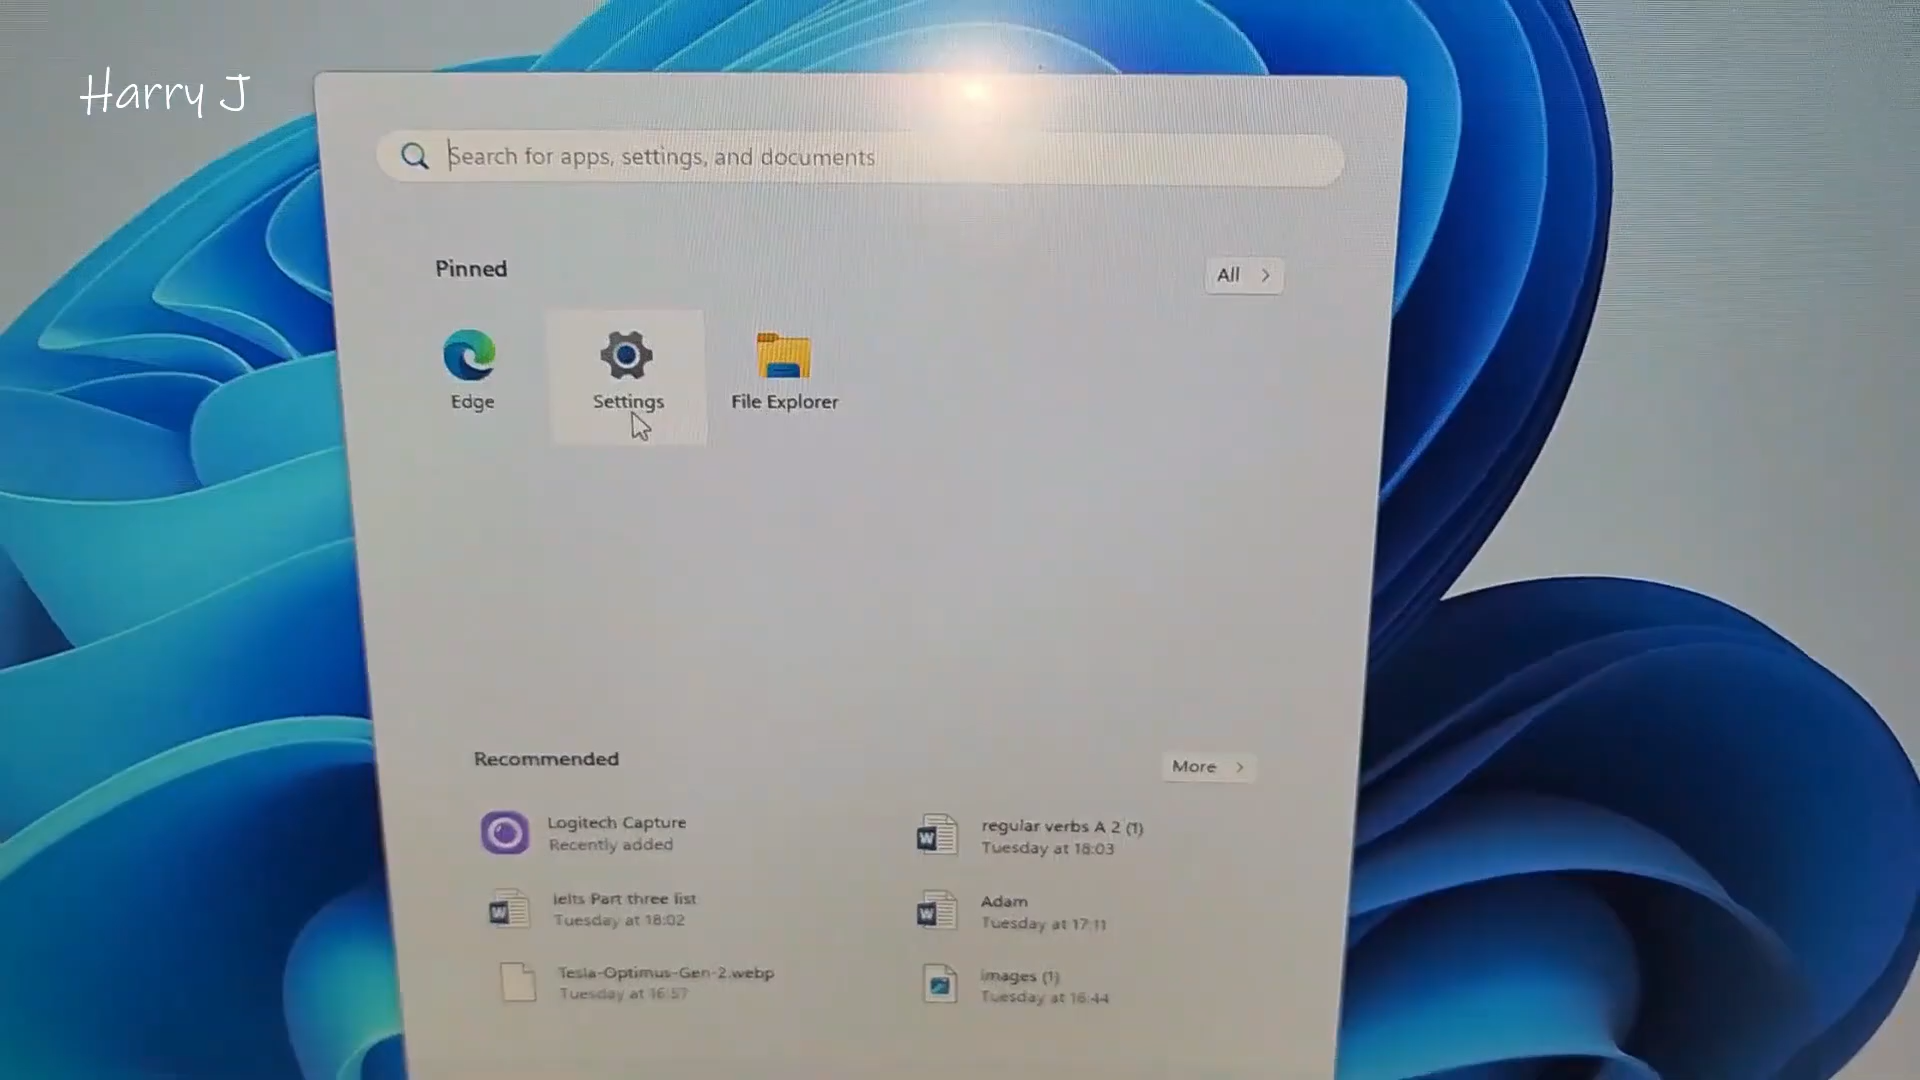 Harry J
Search for apps, settings, and documents
Pinned
All
Edge
Settings
File Explorer
Recommended
More
Logitech Capture
Recently added
regular verbs A 2 (1)
Tuesday at 18:03
Ielts Part three list
Tuesday at 18:02
Adam
Tuesday at 17:11
Tesla-Optimus-Gen-2.webp
Tuesday at 16:57
images (1)
Tuesday at 16:44